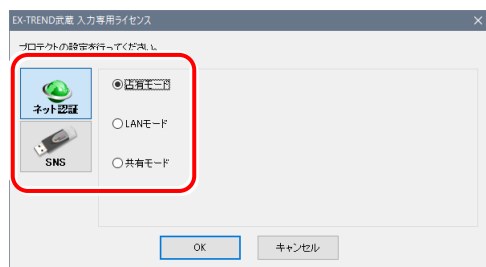 EX-TREND武蔵 入力専用ライセンス
プロテクトの設定を行ってください。
ネット認証
SNS
占有モード
LANモード
共有モード
OK
キャンセル